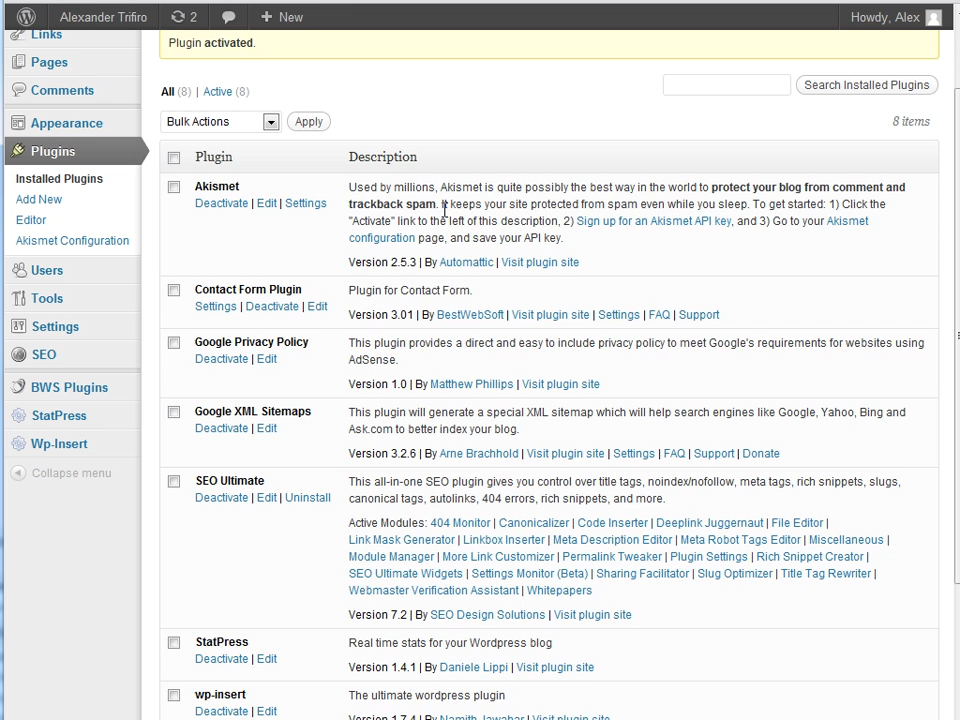 Alexander Trifiro 2 New Howdy, Alex
Links
Pages
Comments
Appearance
Plugins
Installed Plugins
Add New
Editor
Akismet Configuration
Users
Tools
Settings
SEO
BWS Plugins
StatPress
Wp-Insert
Collapse menu
Plugin activated.
All (8) | Active (8)
Search Installed Plugins
Bulk Actions Apply 8 items
Plugin Description
Akismet
Deactivate | Edit | Settings
Used by millions, Akismet is quite possibly the best way in the world to protect your blog from comment and
trackback spam. It keeps your site protected from spam even while you sleep. To get started: 1) Click the
"Activate" link to the left of this description, 2) Sign up for an Akismet API key, and 3) Go to your Akismet
configuration page, and save your API key.
Version 2.5.3 | By Automattic | Visit plugin site
Contact Form Plugin
Settings | Deactivate | Edit
Plugin for Contact Form.
Version 3.01 | By BestWebSoft | Visit plugin site | Settings | FAQ | Support
Google Privacy Policy
Deactivate | Edit
This plugin provides a direct and easy to include privacy policy to meet Google's requirements for websites using
AdSense.
Version 1.0 | By Matthew Phillips | Visit plugin site
Google XML Sitemaps
Deactivate | Edit
This plugin will generate a special XML sitemap which will help search engines like Google, Yahoo, Bing and
Ask.com to better index your blog.
Version 3.2.6 | By Arne Brachhold | Visit plugin site | Settings | FAQ | Support | Donate
SEO Ultimate
Deactivate | Edit | Uninstall
This all-in-one SEO plugin gives you control over title tags, noindex/nofollow, meta tags, rich snippets, slugs,
canonical tags, autolinks, 404 errors, rich snippets, and more.
Active Modules: 404 Monitor | Canonicalizer | Code Inserter | Deeplink Juggernaut | File Editor |
Link Mask Generator | Linkbox Inserter | Meta Description Editor | Meta Robot Tags Editor | Miscellaneous |
Module Manager | More Link Customizer | Permalink Tweaker | Plugin Settings | Rich Snippet Creator |
SEO Ultimate Widgets | Settings Monitor (Beta) | Sharing Facilitator | Slug Optimizer | Title Tag Rewriter |
Webmaster Verification Assistant | Whitepapers
Version 7.2 | By SEO Design Solutions | Visit plugin site
StatPress
Deactivate | Edit
Real time stats for your Wordpress blog
Version 1.4.1 | By Daniele Lippi | Visit plugin site
wp-insert
Deactivate | Edit
The ultimate wordpress plugin
Version 1.7.4 | By Namith Jawahar | Visit plugin site